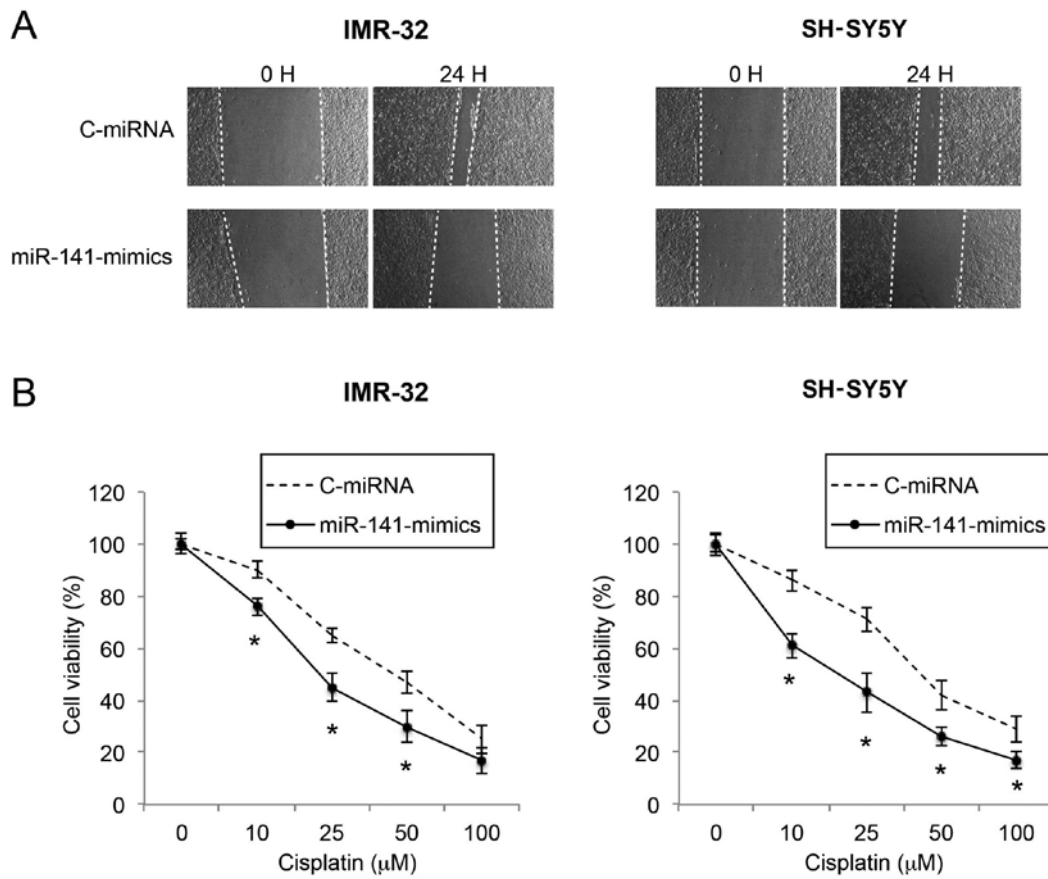 A
IMR-32
SH-SY5Y
0 H 24 H 0 H 24 H
C-miRNA
miR-141-mimics
B
IMR-32
SH-SY5Y
C-miRNA
miR-141-mimics
120
100
80
60
40
20
0
Cell viability (%)
* * *
0 10 25 50 100
Cisplatin (μM)
C-miRNA
miR-141-mimics
120
100
80
60
40
20
0
Cell viability (%)
* * * *
0 10 25 50 100
Cisplatin (μM)